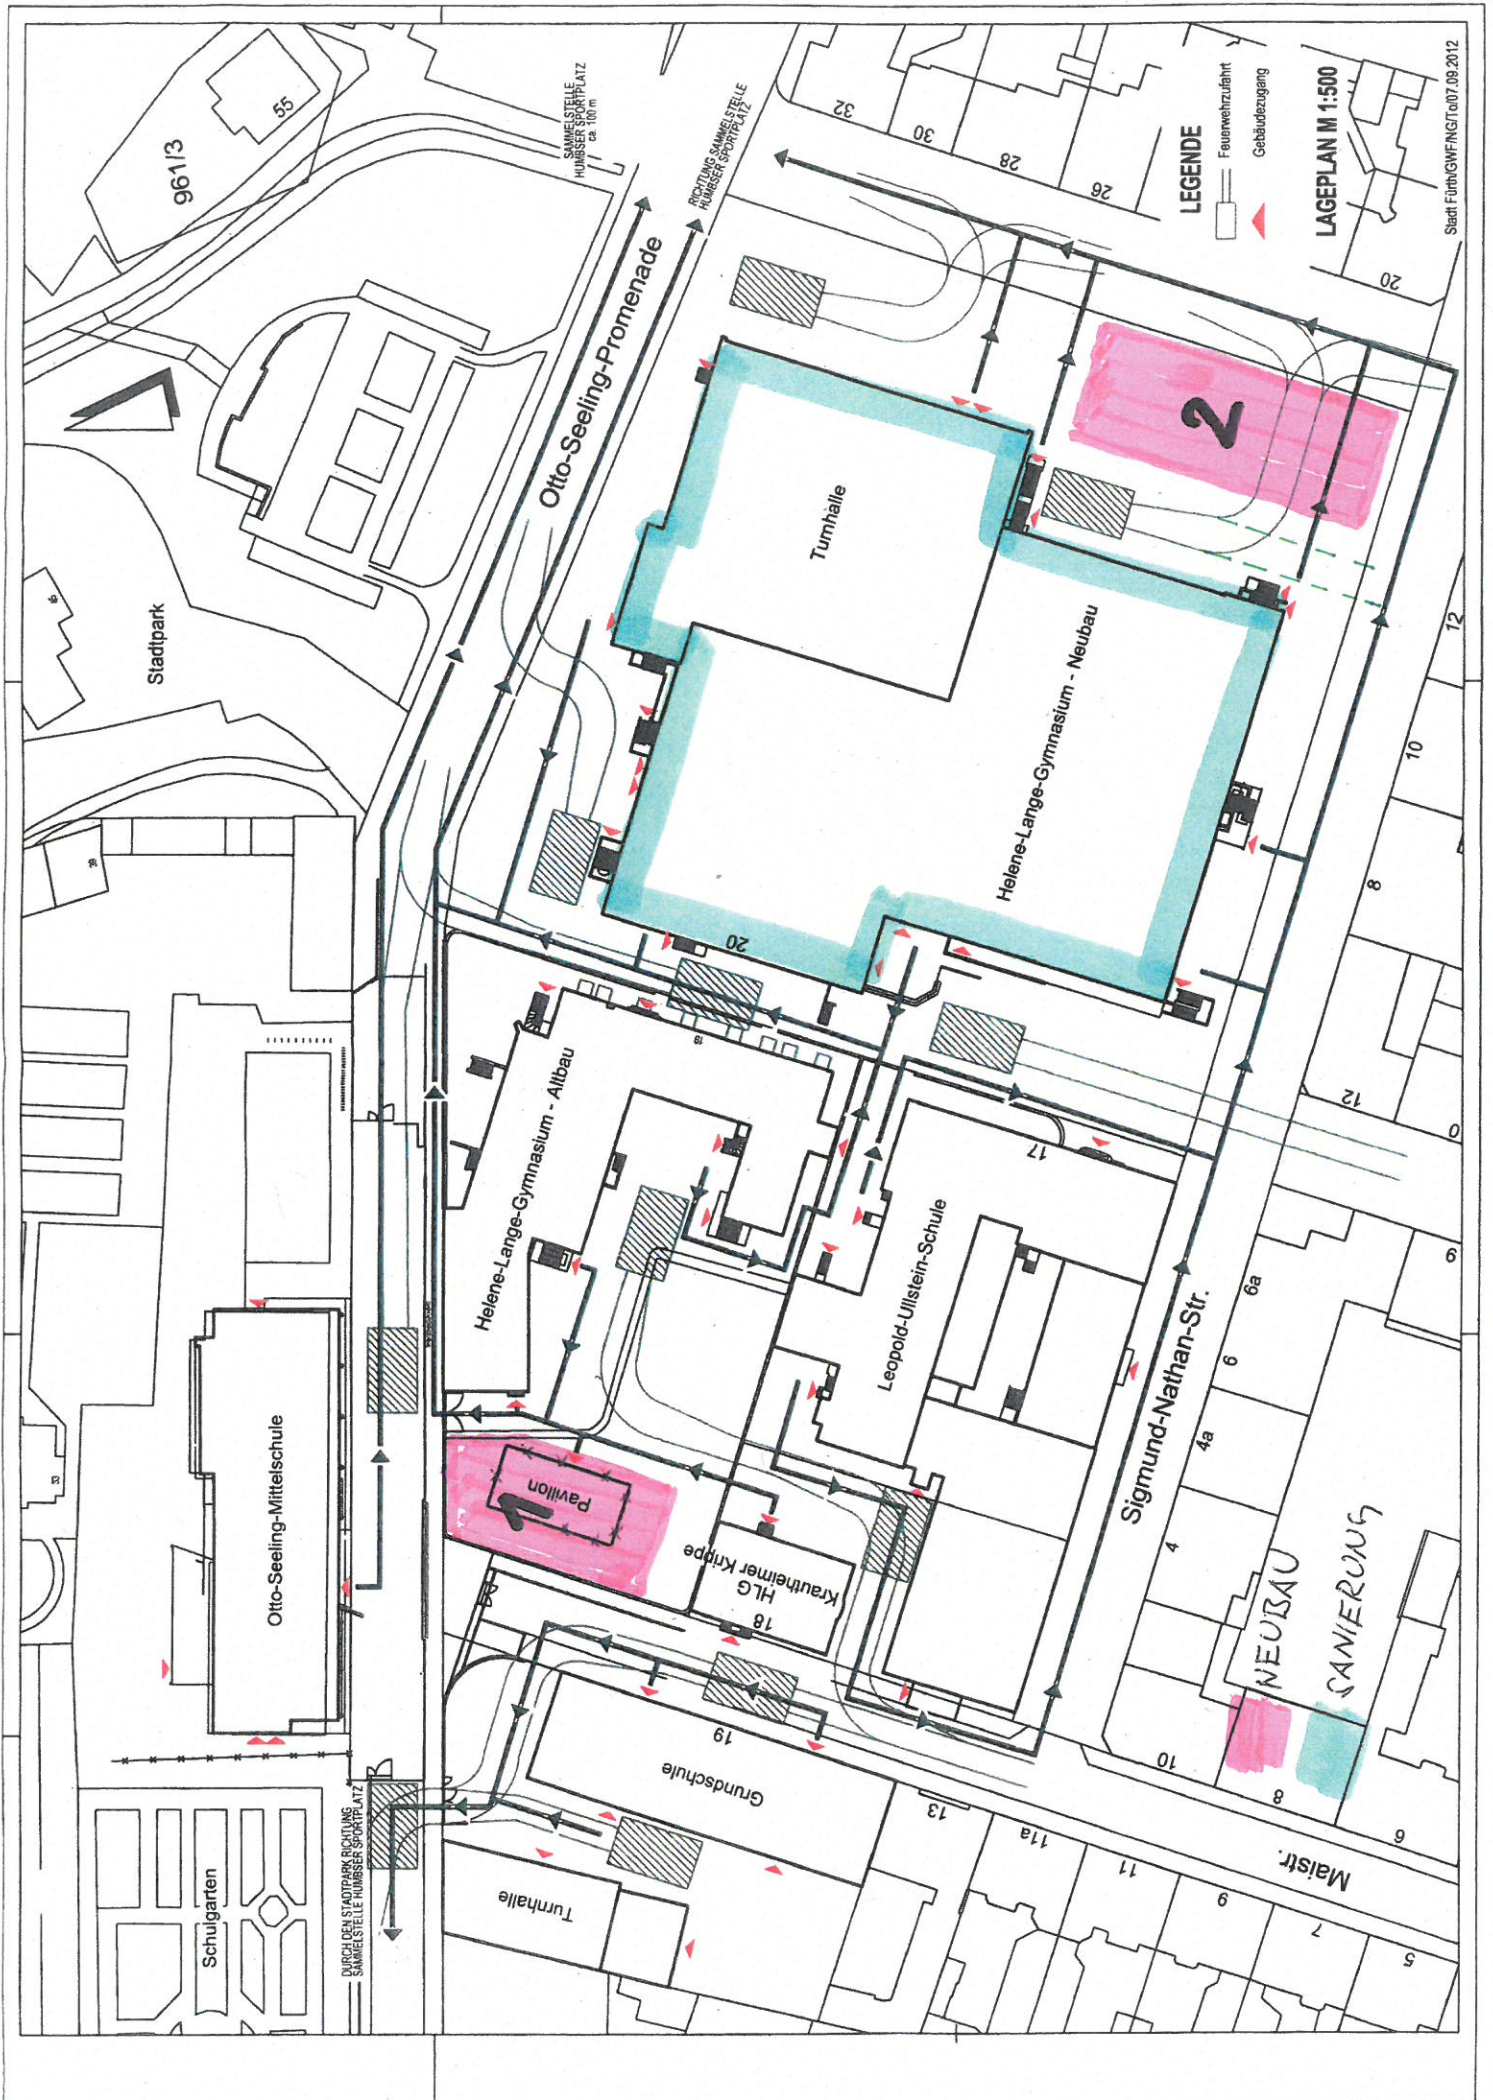 961/3
55
SAMMELSTELLE
HUMBSER SPORTPLATZ
ca. 100 m
RICHTUNG SAMMELSTELLE
HUMBSER SPORTPLATZ
Otto-Seeling-Promenade
Stadtpark
32
30
28
26
20
LEGENDE
Feuerwehrzufahrt
Gebäudezugang
LAGEPLAN M 1:500
Stadt Fürth/GWF/NG/To/07.09.2012
2
Turnhalle
Helene-Lange-Gymnasium - Neubau
20
12
10
8
Helene-Lange-Gymnasium - Altbau
Leopold-Ullstein-Schule
17
12
0
6
6a
6
4a
4
Sigmund-Nathan-Str.
Otto-Seeling-Mittelschule
33
Pavillon
1
HLG
Krautheimer Krippe
18
NEUBAU
SANIERUNG
10
8
6
19
Grundschule
13
11a
11
9
7
5
Maistr.
Turnhalle
Schulgarten
DURCH DEN STADTPARK RICHTUNG
SAMMELSTELLE HUMBSER SPORTPLATZ